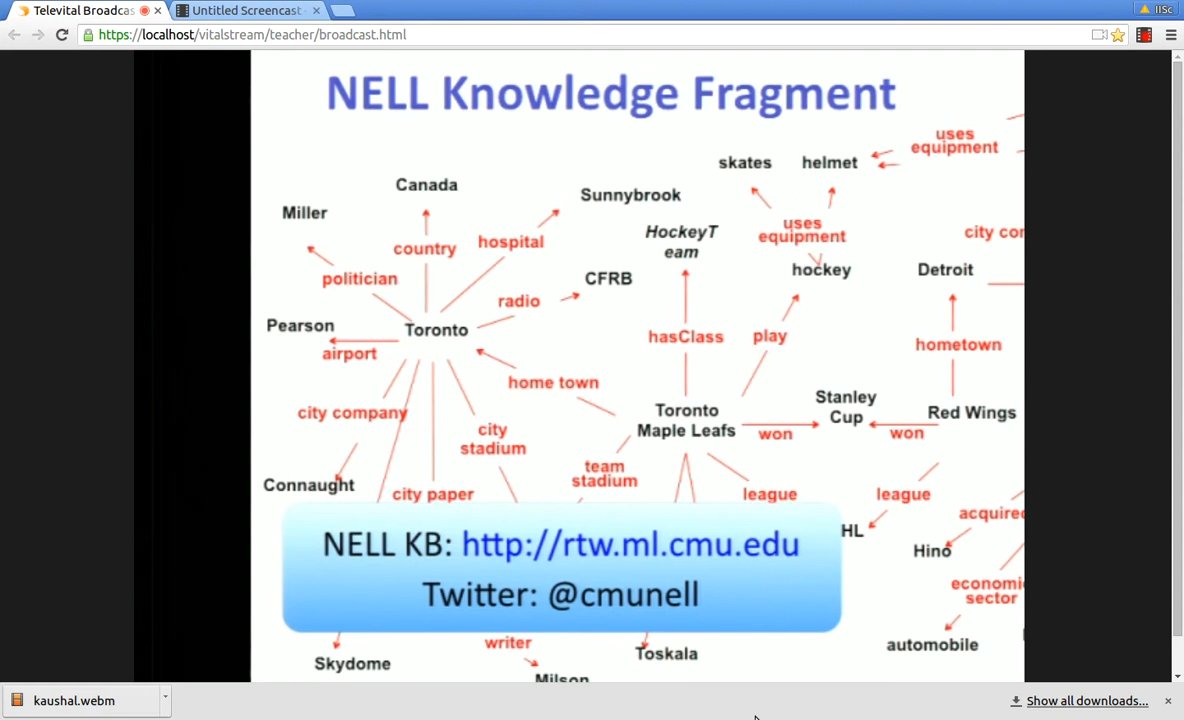 Televital Broadcas
Untitled Screencast
IISc
https://localhost/vitalstream/teacher/broadcast.html
NELL Knowledge Fragment
uses
equipment
skates
helmet
Canada
Sunnybrook
Miller
HockeyT
eam
uses
equipment
city cor
country
hospital
hockey
Detroit
politician
CFRB
radio
Pearson
Toronto
airport
hasClass
play
hometown
home town
Stanley
Cup
city company
Toronto
Maple Leafs
Red Wings
won
won
city
stadium
team
stadium
Connaught
city paper
league
league
acquired
NELL KB: http://rtw.ml.cmu.edu
Twitter: @cmunell
HL
Hino
economi
sector
automobile
writer
Skydome
Toskala
Milson
kaushal.webm
Show all downloads...